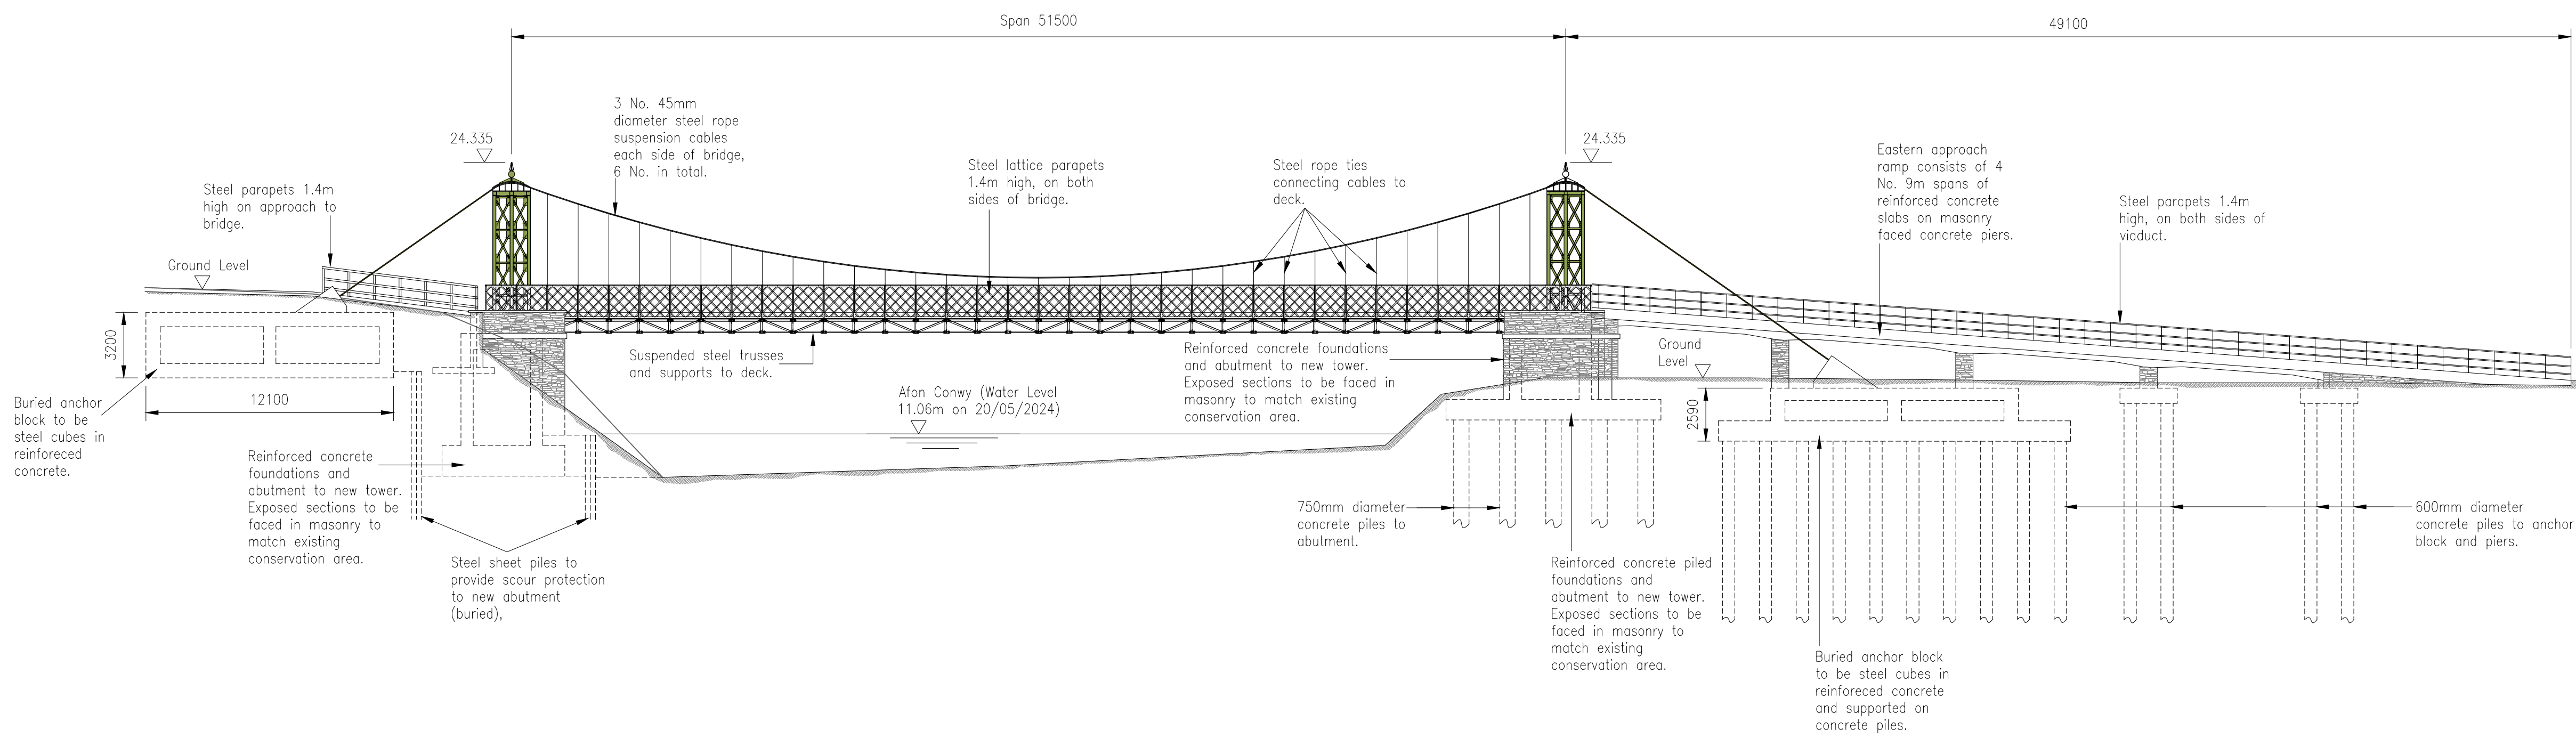 Span 51500
49100
3 No. 45mm
diameter steel rope
suspension cables
each side of bridge,
6 No. in total.
24.335
24.335
Steel parapets 1.4m
high on approach to
bridge.
Steel lattice parapets
1.4m high, on both
sides of bridge.
Steel rope ties
connecting cables to
deck.
Eastern approach
ramp consists of 4
No. 9m spans of
reinforced concrete
slabs on masonry
faced concrete piers.
Steel parapets 1.4m
high, on both sides of
viaduct.
Ground Level
3200
12100
Suspended steel trusses
and supports to deck.
Reinforced concrete foundations
and abutment to new tower.
Exposed sections to be faced in
masonry to match existing
conservation area.
Ground
Level
Afon Conwy (Water Level
11.06m on 20/05/2024)
2590
Buried anchor
block to be
steel cubes in
reinforeced
concrete.
Reinforced concrete
foundations and
abutment to new tower.
Exposed sections to be
faced in masonry to
match existing
conservation area.
Steel sheet piles to
provide scour protection
to new abutment
(buried),
750mm diameter
concrete piles to
abutment.
Reinforced concrete piled
foundations and
abutment to new tower.
Exposed sections to be
faced in masonry to
match existing
conservation area.
600mm diameter
concrete piles to anchor
block and piers.
Buried anchor block
to be steel cubes in
reinforeced concrete
and supported on
concrete piles.